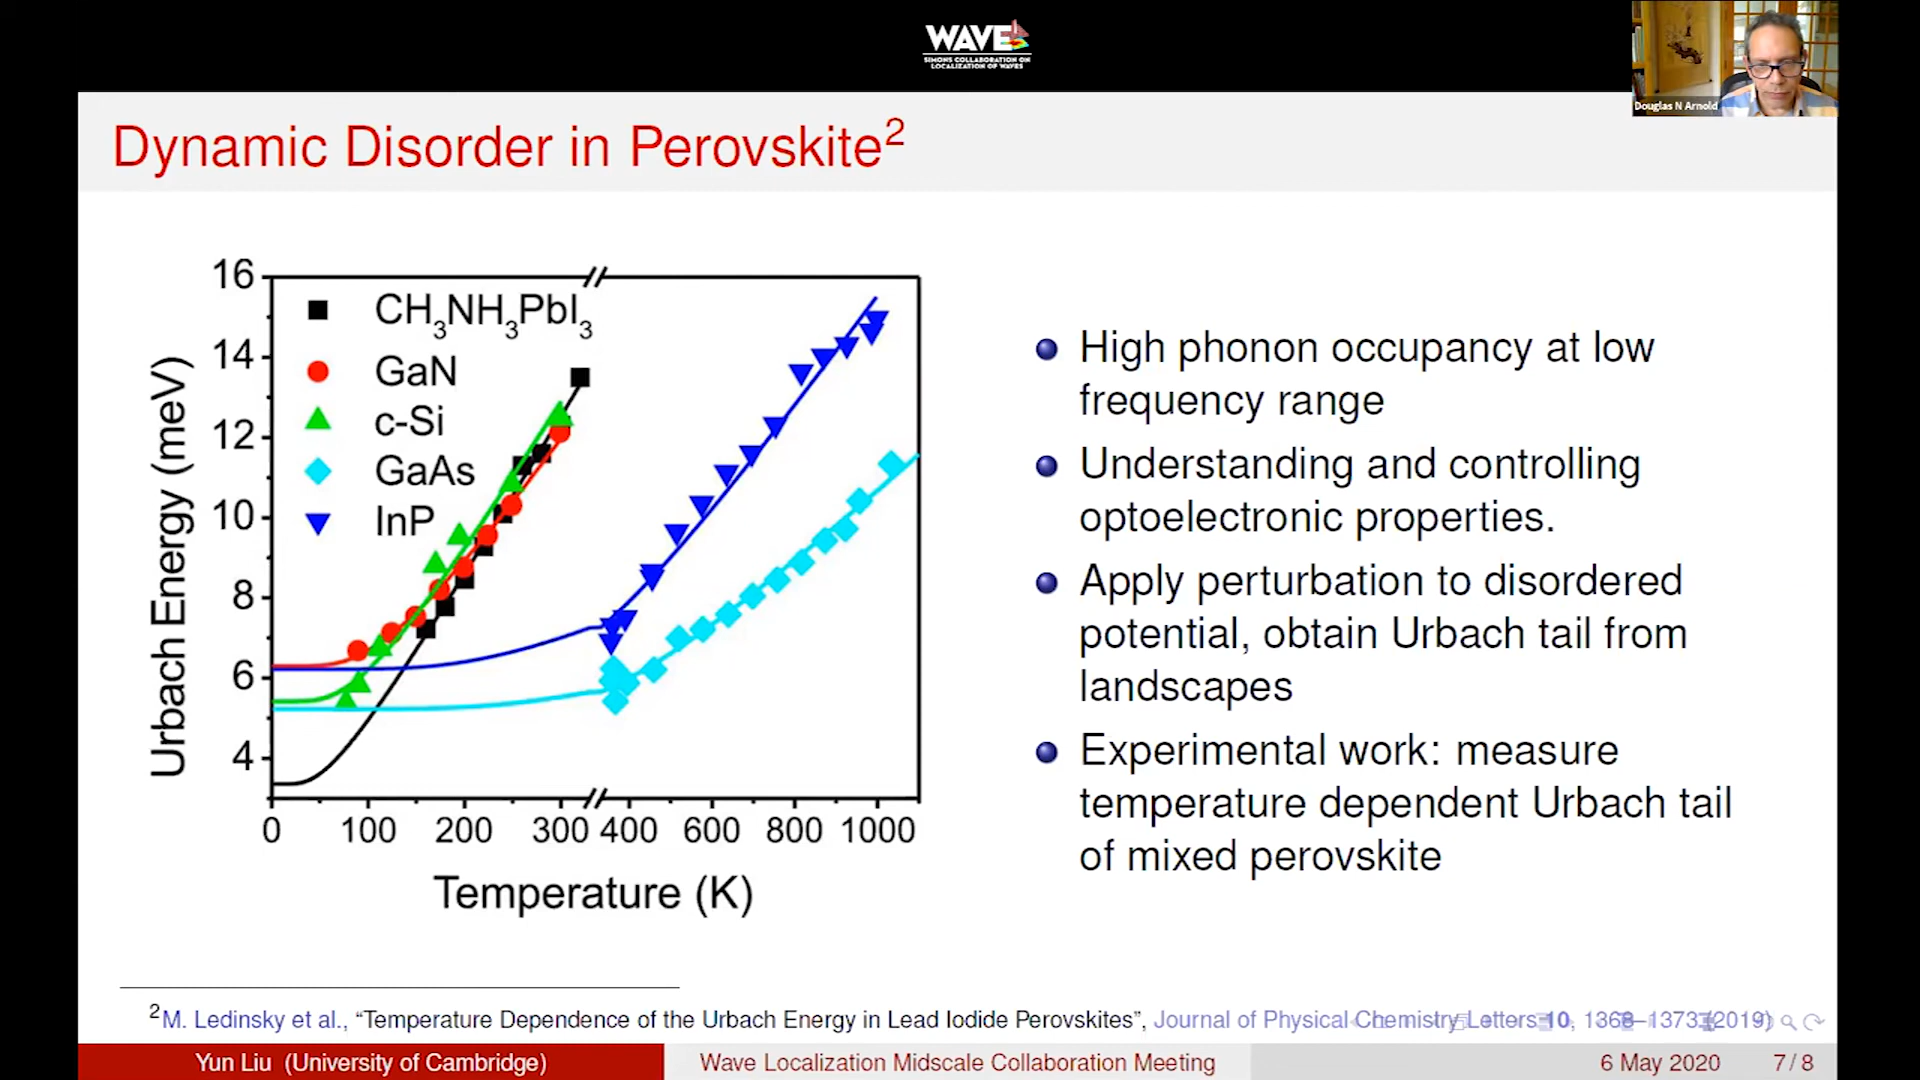 WAVE
SIMONS COLLABORATION ON
LOCALIZATION OF WAVES
Douglas N Arnold
Dynamic Disorder in Perovskite²
16
14
12
10
8
6
4
Urbach Energy (meV)
CH₃NH₃PbI₃
GaN
c-Si
GaAs
InP
0 100 200 300 400 600 800 1000
Temperature (K)
High phonon occupancy at low
frequency range
Understanding and controlling
optoelectronic properties.
Apply perturbation to disordered
potential, obtain Urbach tail from
landscapes
Experimental work: measure
temperature dependent Urbach tail
of mixed perovskite
²M. Ledinsky et al., “Temperature Dependence of the Urbach Energy in Lead Iodide Perovskites”, Journal of Physical Chemistry Letters 10, 1368–1373 (2019)
Yun Liu (University of Cambridge)
Wave Localization Midscale Collaboration Meeting
6 May 2020 7 / 8